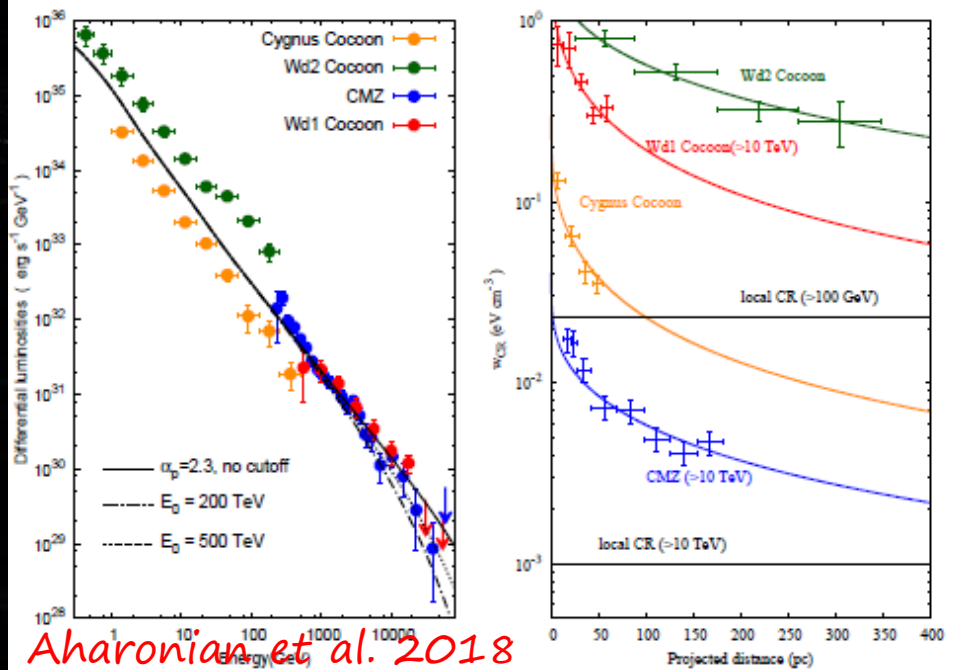 10^36
10^35
10^34
10^33
10^32
10^31
10^30
10^29
10^28
Differential luminosities ( erg s^-1 GeV^-1)
Cygnus Cocoon
Wd2 Cocoon
CMZ
Wd1 Cocoon
α_p=2.3, no cutoff
E_0 = 200 TeV
E_0 = 500 TeV
1 10 100 1000 10000
Energy(GeV)
Aharonian et al. 2018
10^0
10^-1
10^-2
10^-3
w_CR (eV cm^-3)
Wd2 Cocoon
Wd1 Cocoon(>10 TeV)
Cygnus Cocoon
local CR (>100 GeV)
CMZ (>10 TeV)
local CR (>10 TeV)
0 50 100 150 200 250 300 350 400
Projected distance (pc)